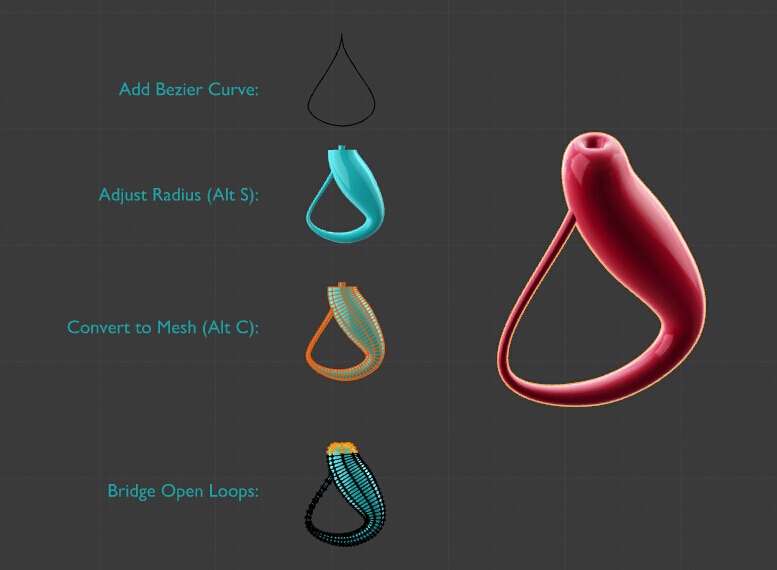 Add Bezier Curve:
Adjust Radius (Alt S):
Convert to Mesh (Alt C):
Bridge Open Loops: